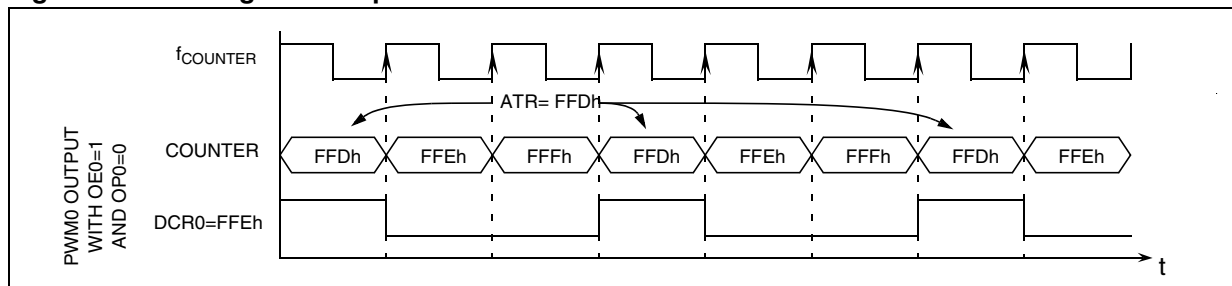 fCOUNTER
ATR= FFDh
COUNTER
FFDh FFEh FFFh FFDh FFEh FFFh FFDh FFEh
PWM0 OUTPUT
WITH OE0=1
AND OP0=0
DCR0=FFEh
t